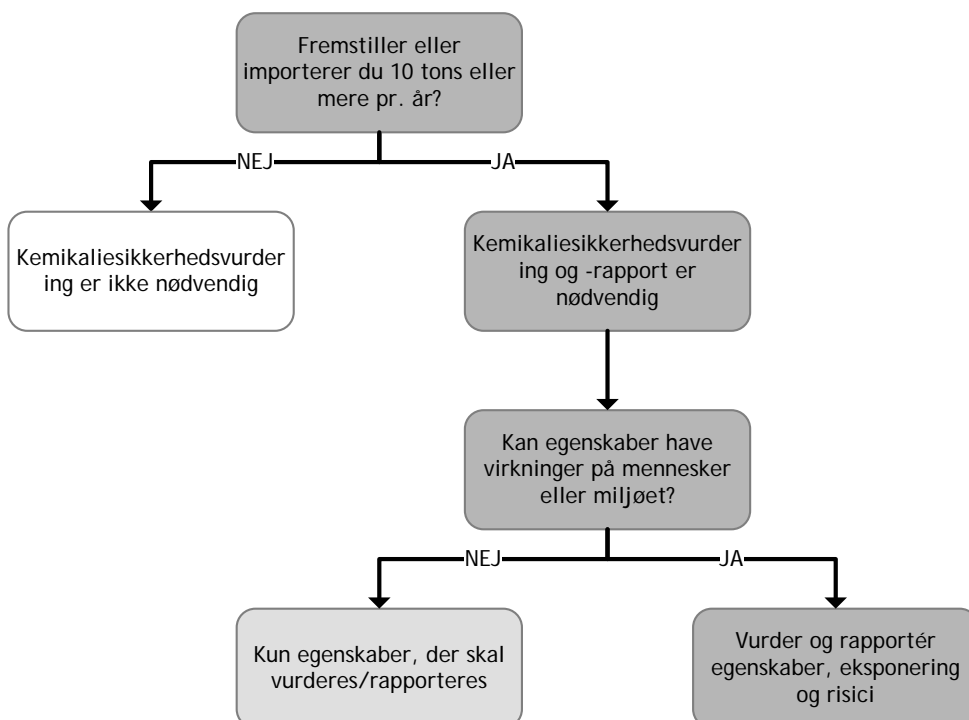 Fremstiller eller
importerer du 10 tons eller
mere pr. år?
NEJ
JA
Kemikaliesikkerhedsvurder
ing er ikke nødvendig
Kemikaliesikkerhedsvurder
ing og -rapport er
nødvendig
Kan egenskaber have
virkninger på mennesker
eller miljøet?
NEJ
JA
Kun egenskaber, der skal
vurderes/rapporteres
Vurder og rapportér
egenskaber, eksponering
og risici